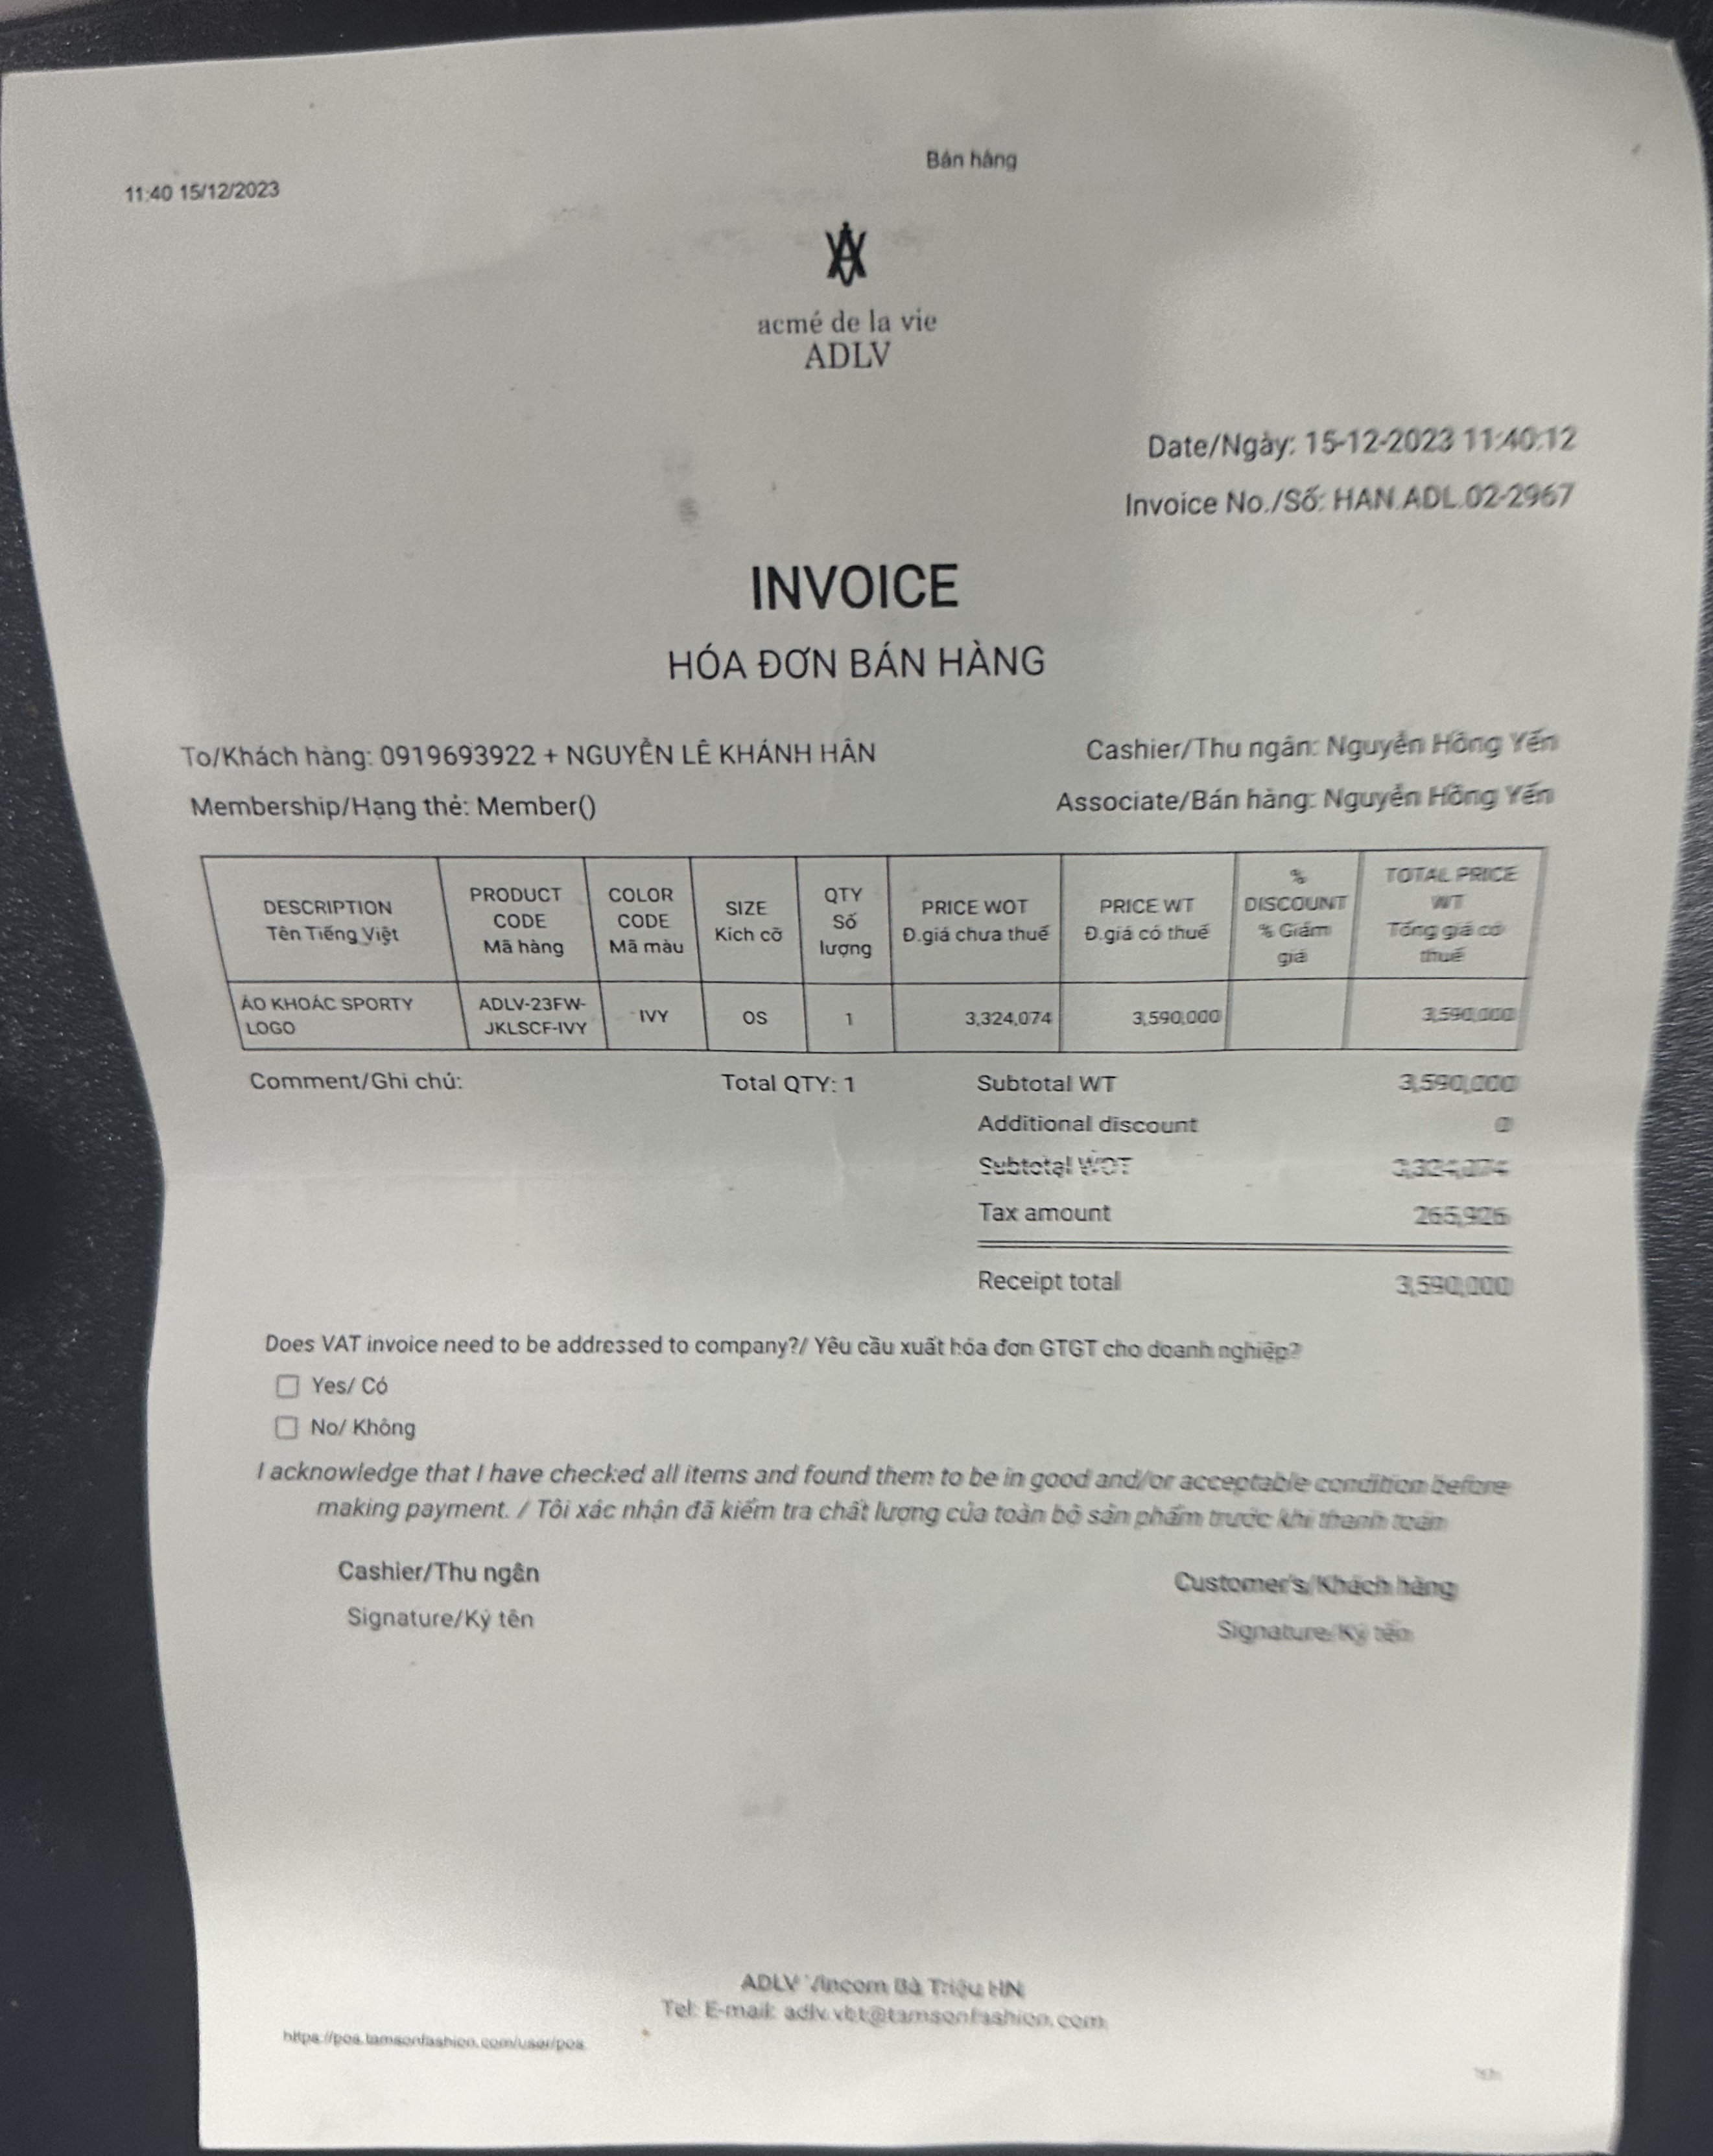 Bán hàng
11:40 15/12/2023
acmé de la vie
ADLV
Date/Ngày: 15-12-2023 11:40:12
Invoice No./Số: HAN.ADL.02-2967
INVOICE
HÓA ĐƠN BÁN HÀNG
To/Khách hàng: 0919693922 + NGUYỄN LÊ KHÁNH HÂN
Cashier/Thu ngân: Nguyễn Hồng Yến
Membership/Hạng thẻ: Member()
Associate/Bán hàng: Nguyễn Hồng Yến
DESCRIPTION
Tên Tiếng Việt
PRODUCT
CODE
Mã hàng
COLOR
CODE
Mã màu
SIZE
Kích cỡ
QTY
Số
lượng
PRICE WOT
Đ.giá chưa thuế
PRICE WT
Đ.giá có thuế
%
DISCOUNT
% Giảm
giá
TOTAL PRICE
WT
Tổng giá có
thuế
ÁO KHOÁC SPORTY
LOGO
ADLV-23FW-
JKLSCF-IVY
IVY
OS
1
3,324,074
3,590,000
3,590,000
Comment/Ghi chú:
Total QTY: 1
Subtotal WT 3,590,000
Additional discount 0
Subtotal WOT 3,324,074
Tax amount 265,926
Receipt total 3,590,000
Does VAT invoice need to be addressed to company?/ Yêu cầu xuất hóa đơn GTGT cho doanh nghiệp?
Yes/ Có
No/ Không
I acknowledge that I have checked all items and found them to be in good and/or acceptable condition before
making payment. / Tôi xác nhận đã kiểm tra chất lượng của toàn bộ sản phẩm trước khi thanh toán
Cashier/Thu ngân
Customer's/Khách hàng
Signature/Ký tên
Signature/Ký tên
ADLV Vincom Bà Triệu HN
Tel: E-mail: adlv.vbt@tamsonfashion.com
https://pos.tamsonfashion.com/user/pos